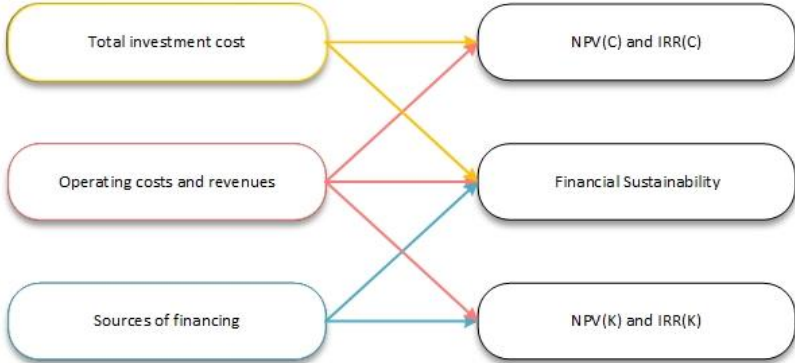 Total investment cost
NPV(C) and IRR(C)
Operating costs and revenues
Financial Sustainability
Sources of financing
NPV(K) and IRR(K)